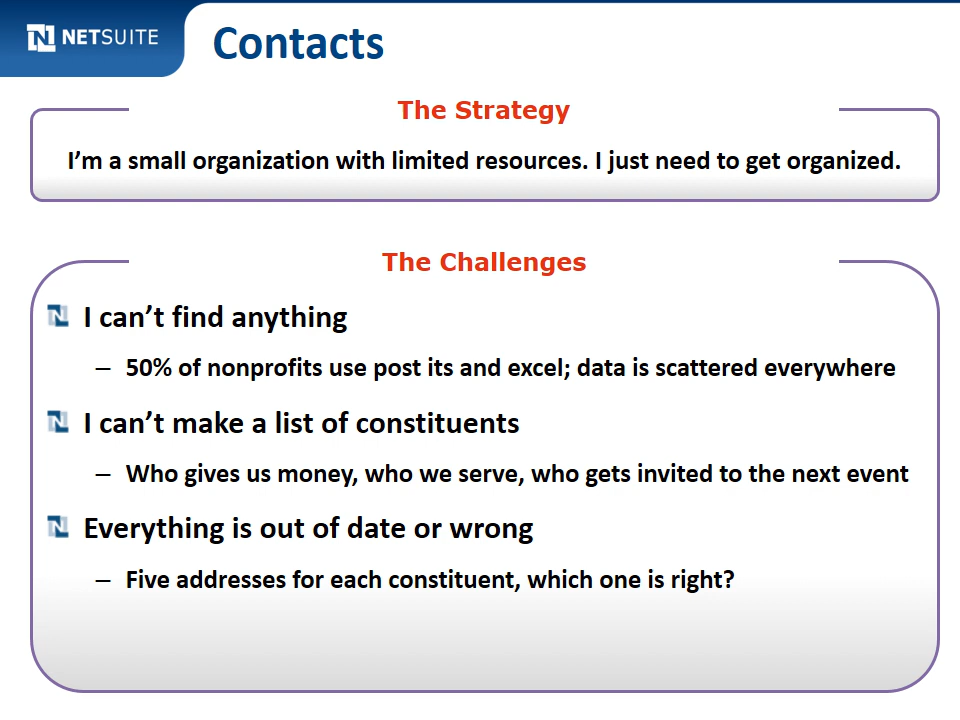 NETSUITE
Contacts
The Strategy
I’m a small organization with limited resources. I just need to get organized.
The Challenges
I can’t find anything
– 50% of nonprofits use post its and excel; data is scattered everywhere
I can’t make a list of constituents
– Who gives us money, who we serve, who gets invited to the next event
Everything is out of date or wrong
– Five addresses for each constituent, which one is right?